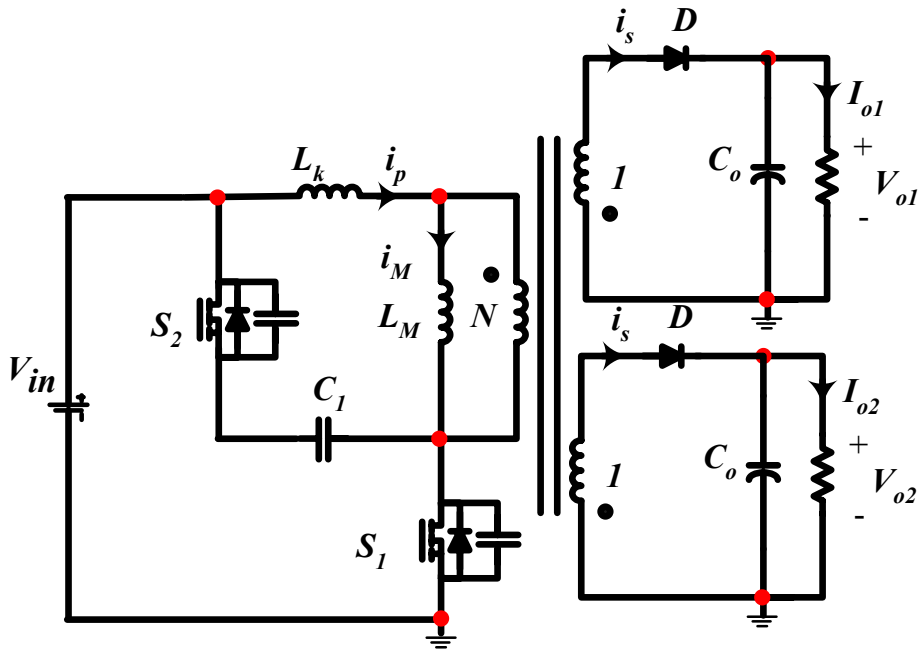 i_s D
I_o1
L_k i_p
1
C_o
+
V_o1
-
i_M
S_2
L_M
N
i_s D
V_in
C_1
I_o2
1
C_o
+
V_o2
-
S_1